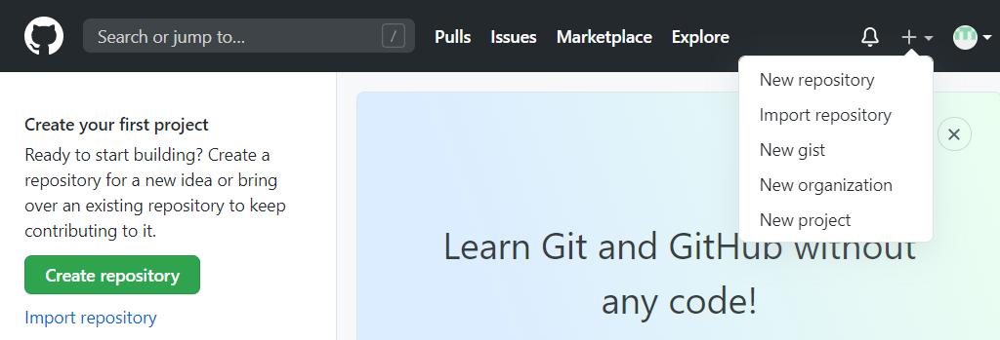 Search or jump to...
/
Pulls
Issues
Marketplace
Explore
New repository
Import repository
New gist
New organization
New project
Create your first project
Ready to start building? Create a
repository for a new idea or bring
over an existing repository to keep
contributing to it.
Create repository
Import repository
Learn Git and GitHub without
any code!